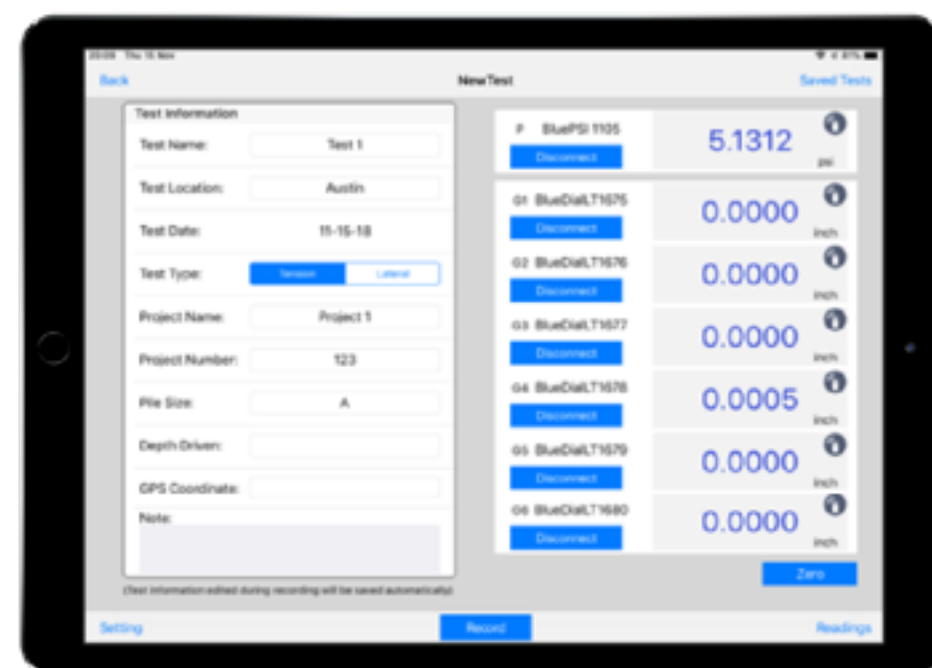 Thu 15 Nov
Back
New Test
Saved Tests
Test Information
Test Name:
Test 1
Test Location:
Austin
Test Date:
11-15-18
Test Type:
Tension
Lateral
Project Name:
Project 1
Project Number:
123
Pile Size:
A
Depth Driven:
GPS Coordinate:
Note:
(Test information edited during recording will be saved automatically)
P BluePSI 1105
Disconnect
5.1312
psi
G1 BlueDialLT1675
Disconnect
0.0000
inch
G2 BlueDialLT1676
Disconnect
0.0000
inch
G3 BlueDialLT1677
Disconnect
0.0000
inch
G4 BlueDialLT1678
Disconnect
0.0005
inch
G5 BlueDialLT1679
Disconnect
0.0000
inch
G6 BlueDialLT1680
Disconnect
0.0000
inch
Zero
Setting
Record
Readings